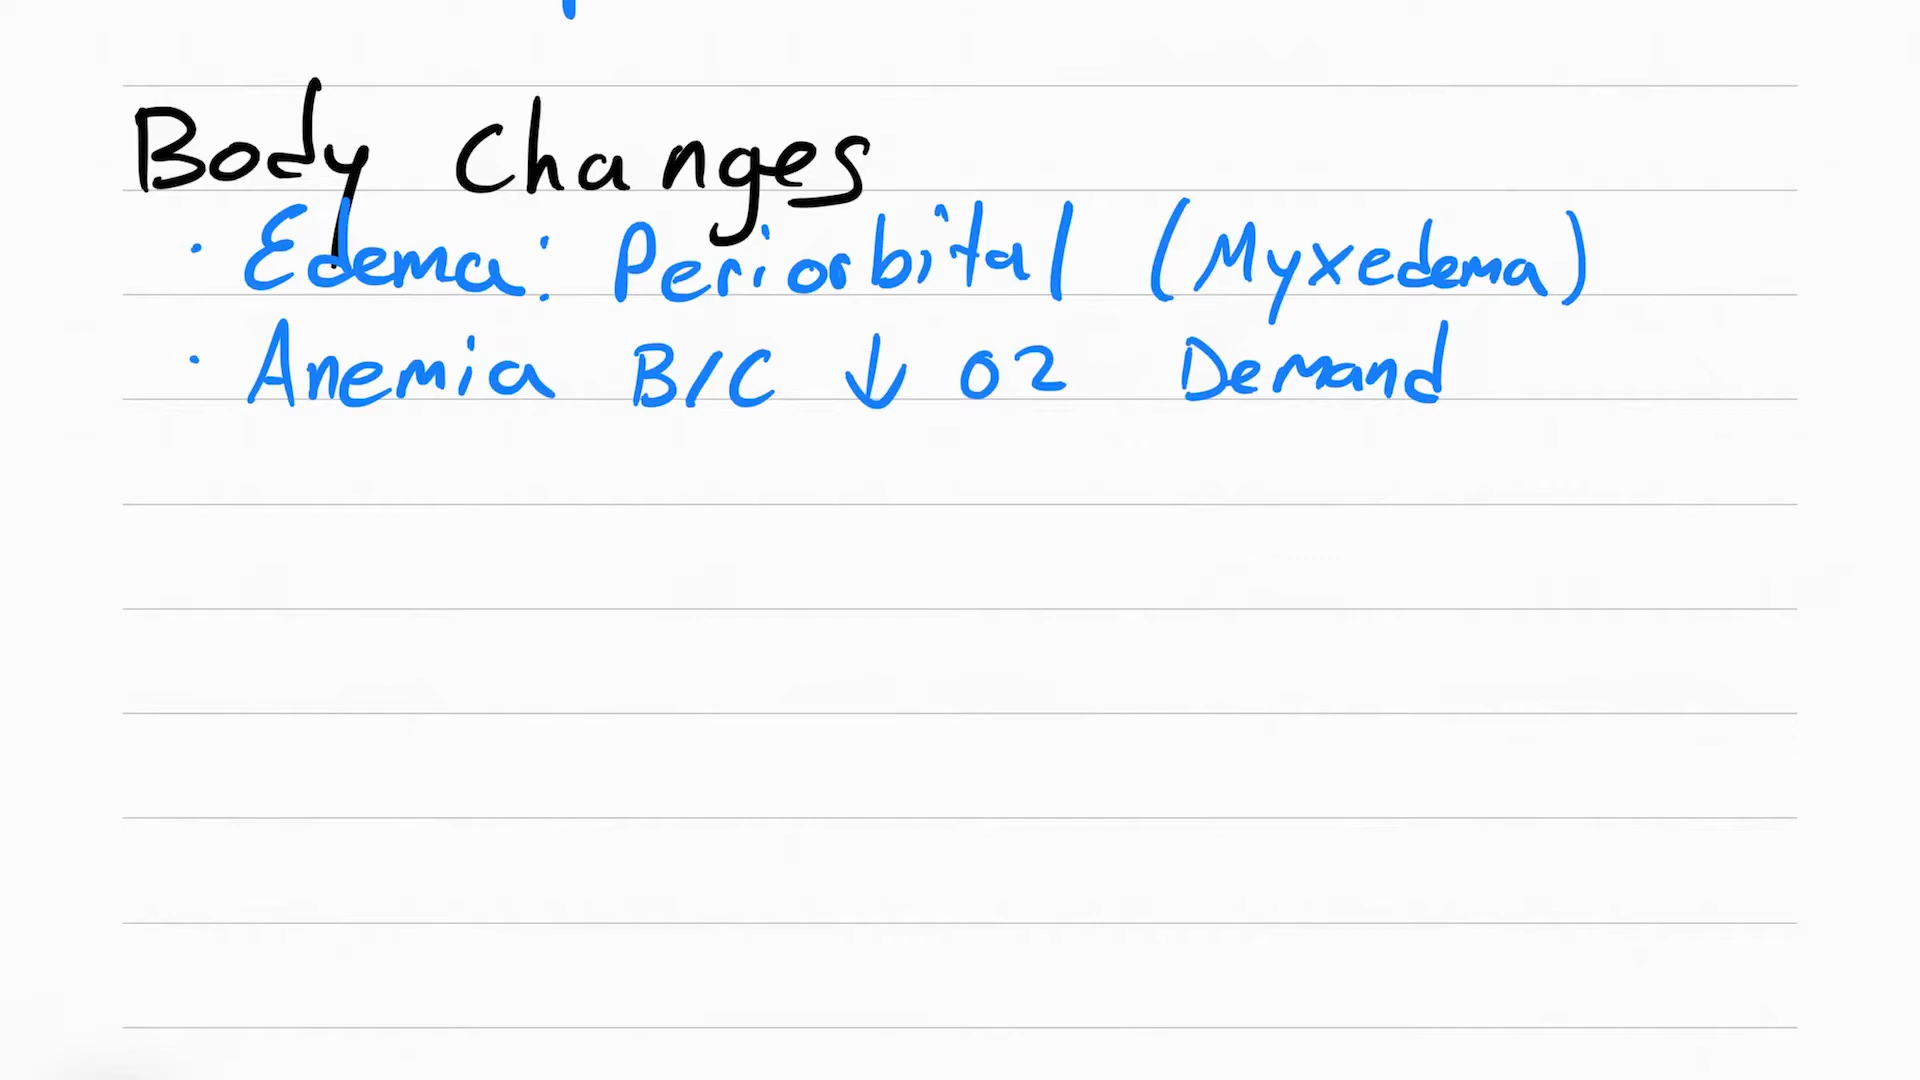 Body Changes
· Edema: Periorbital (Myxedema)
· Anemia B/C ↓ O2 Demand